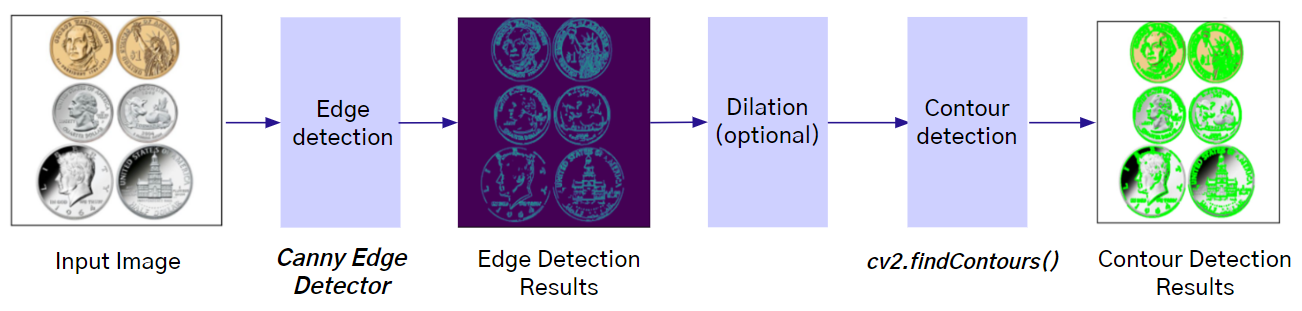 Edge
detection
Dilation
(optional)
Contour
detection
Input Image
Canny Edge
Detector
Edge Detection
Results
cv2.findContours()
Contour Detection
Results